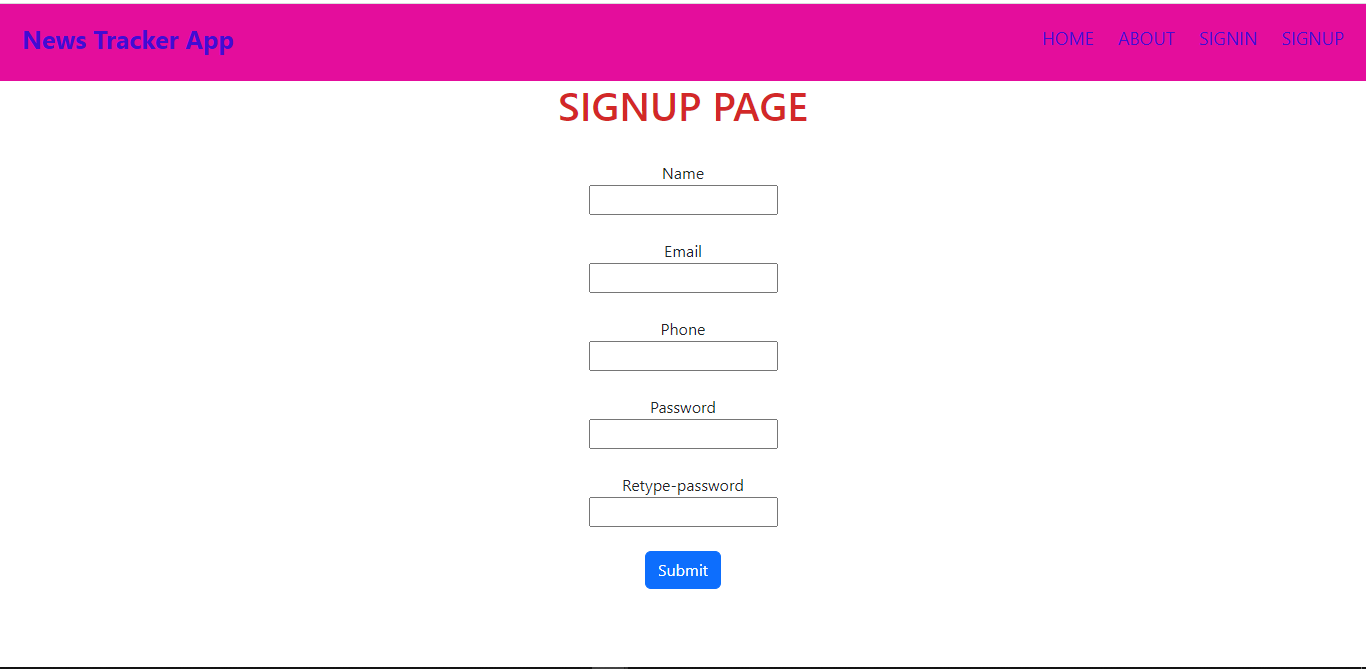 News Tracker App HOME ABOUT SIGNIN SIGNUP
SIGNUP PAGE
Name
Email
Phone
Password
Retype-password
Submit